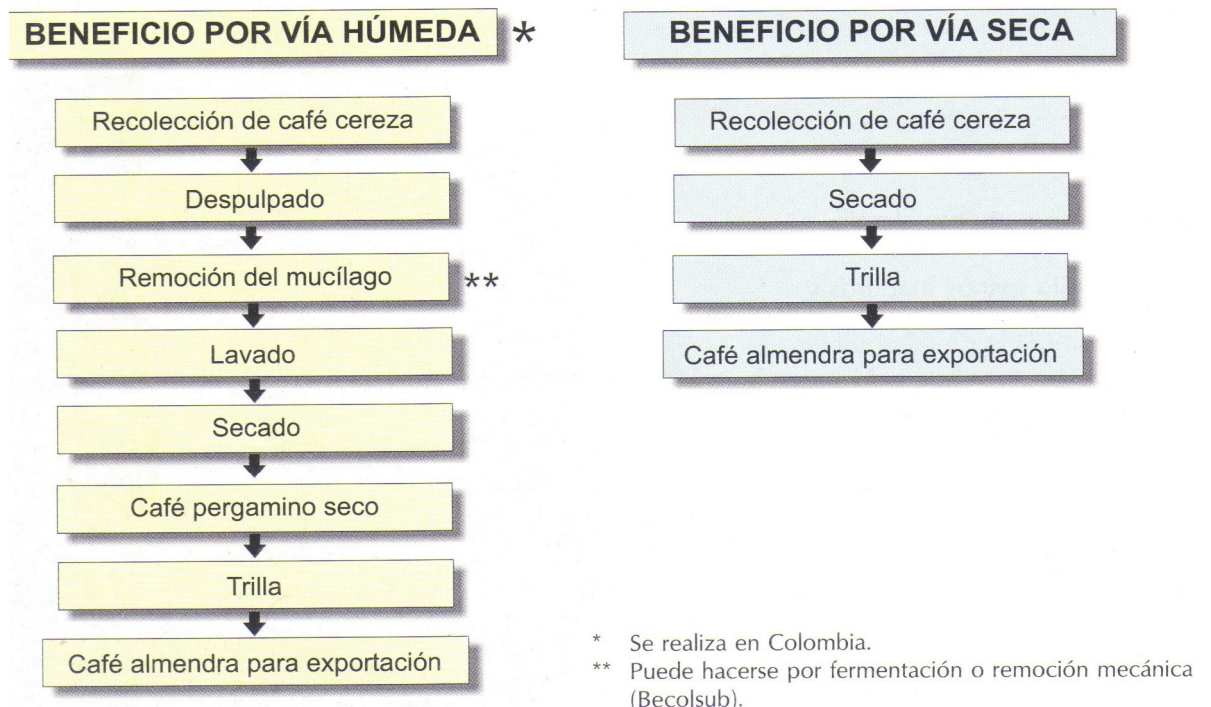 BENEFICIO POR VÍA HÚMEDA *
Recolección de café cereza
Despulpado
Remoción del mucílago **
Lavado
Secado
Café pergamino seco
Trilla
Café almendra para exportación
BENEFICIO POR VÍA SECA
Recolección de café cereza
Secado
Trilla
Café almendra para exportación
* Se realiza en Colombia.
** Puede hacerse por fermentación o remoción mecánica
(Becolsub).